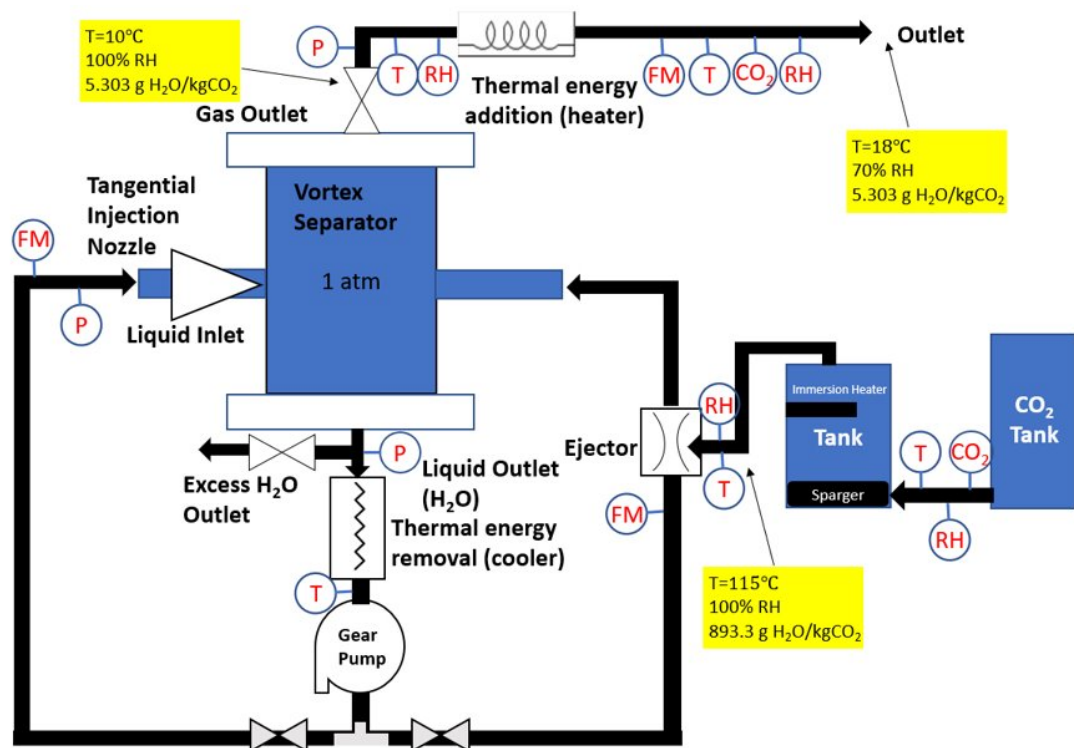 T=10℃
100% RH
5.303 g H₂O/kgCO₂
P
T
RH
Thermal energy
addition (heater)
FM
T
CO₂
RH
Outlet
Gas Outlet
T=18℃
70% RH
5.303 g H₂O/kgCO₂
Tangential
Injection
Nozzle
FM
P
Liquid Inlet
Vortex
Separator
1 atm
Immersion Heater
Tank
Sparger
CO₂
Tank
T
CO₂
RH
Ejector
RH
T
FM
P
Excess H₂O
Outlet
Liquid Outlet
(H₂O)
Thermal energy
removal (cooler)
T
Gear
Pump
T=115℃
100% RH
893.3 g H₂O/kgCO₂